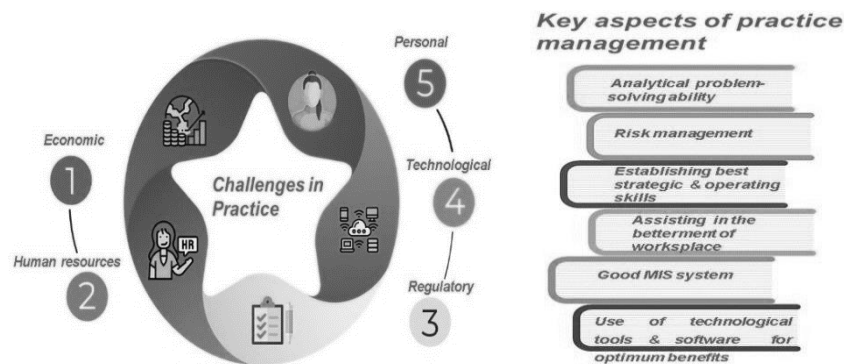 Personal
5
Economic
1
Challenges in
Practice
Technological
4
HR
Human resources
2
Regulatory
3
Key aspects of practice
management
Analytical problem-
solving ability
Risk management
Establishing best
strategic & operating
skills
Assisting in the
betterment of
worksplace
Good MIS system
Use of technological
tools & software for
optimum benefits